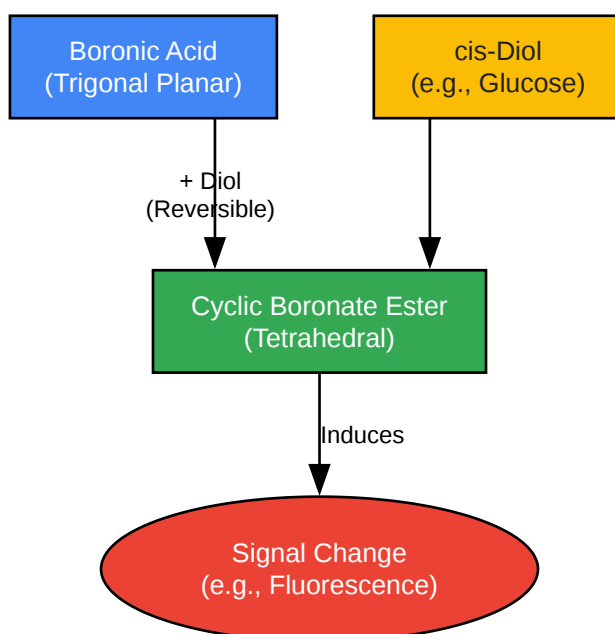 Boronic Acid
(Trigonal Planar)
cis-Diol
(e.g., Glucose)
+ Diol
(Reversible)
Cyclic Boronate Ester
(Tetrahedral)
Induces
Signal Change
(e.g., Fluorescence)